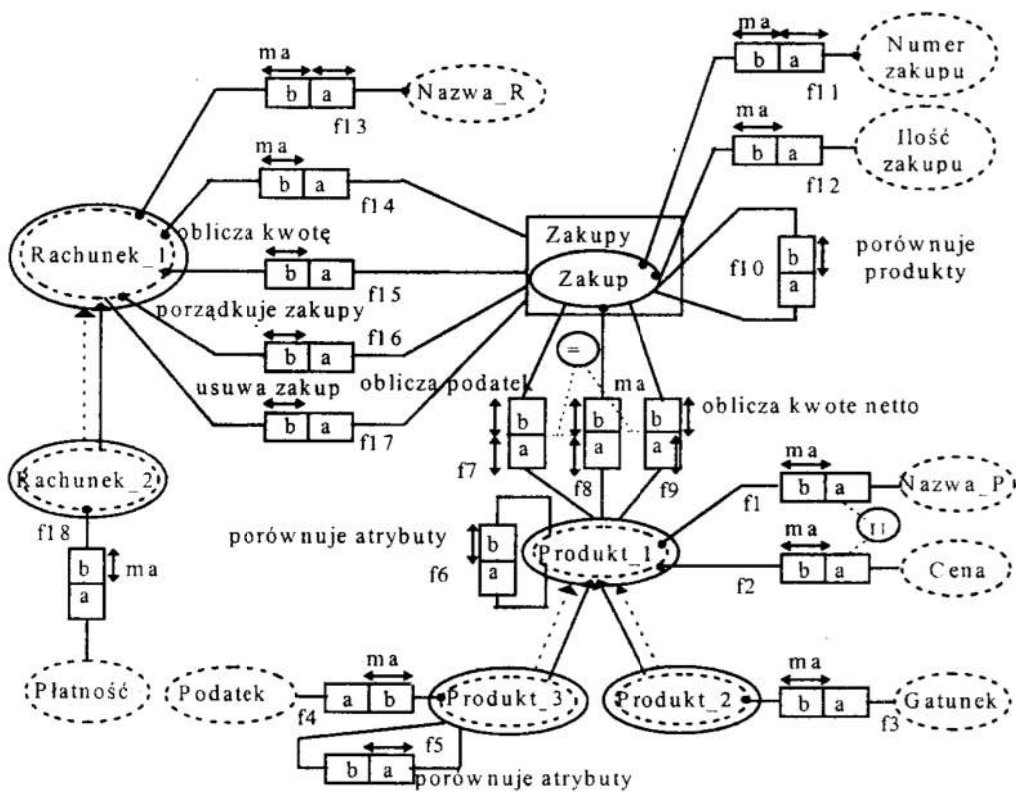 ma
b a
f13
Nazwa_R
ma
b a
f11
Numer
zakupu
ma
b a
f12
Ilość
zakupu
ma
b a
f14
Rachunek_1
oblicza kwotę
b a
f15
Zakupy
Zakup
f10
b
a
porównuje
produkty
porządkuje zakupy
b a
f16
usuwa zakup
b a
f17
=
oblicza podatek
ma
oblicza kwote netto
b
a
f7
b
a
f8
b
a
f9
Rachunek_2
f18
b
a
ma
Płatność
porównuje atrybuty
f6
b
a
Produkt_1
ma
f1
b a
Nazwa_P
U
ma
f2
b a
Cena
Podatek
ma
f4
a b
Produkt_3
f5
b a
porównuje atrybuty
Produkt_2
ma
b a
f3
Gatunek